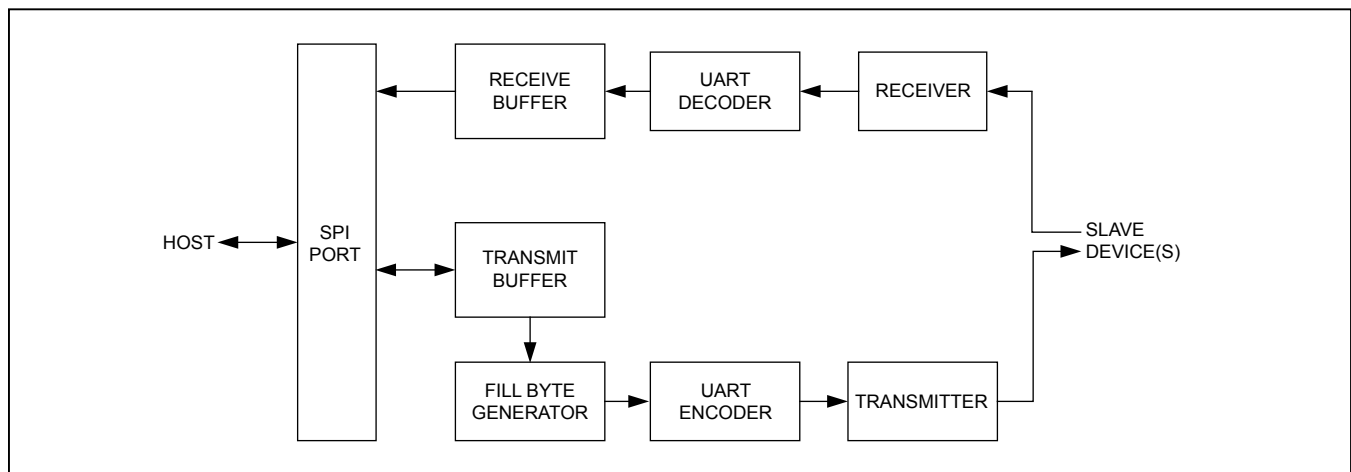 RECEIVE
BUFFER
UART
DECODER
RECEIVER
HOST
SPI
PORT
TRANSMIT
BUFFER
SLAVE
DEVICE(S)
FILL BYTE
GENERATOR
UART
ENCODER
TRANSMITTER